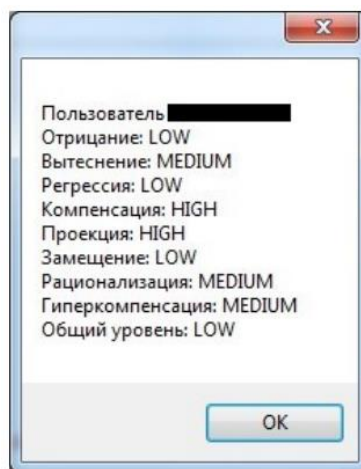 Пользователь
Отрицание: LOW
Вытеснение: MEDIUM
Регрессия: LOW
Компенсация: HIGH
Проекция: HIGH
Замещение: LOW
Рационализация: MEDIUM
Гиперкомпенсация: MEDIUM
Общий уровень: LOW
OK